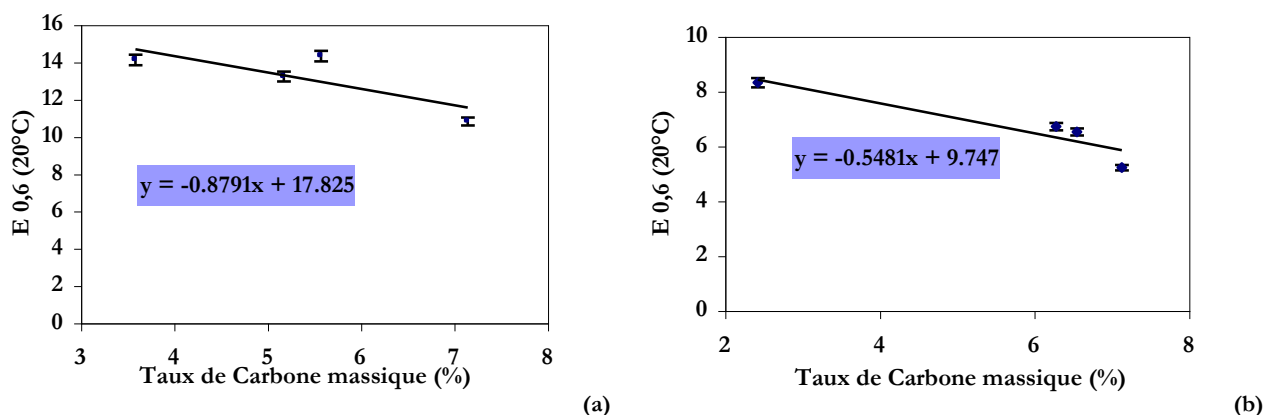 16
14
12
10
8
6
4
2
0
E 0,6 (20°C)
y = -0.8791x + 17.825
3 4 5 6 7 8
Taux de Carbone massique (%)
(a)
10
8
6
4
2
0
E 0,6 (20°C)
y = -0.5481x + 9.747
2 4 6 8
Taux de Carbone massique (%)
(b)